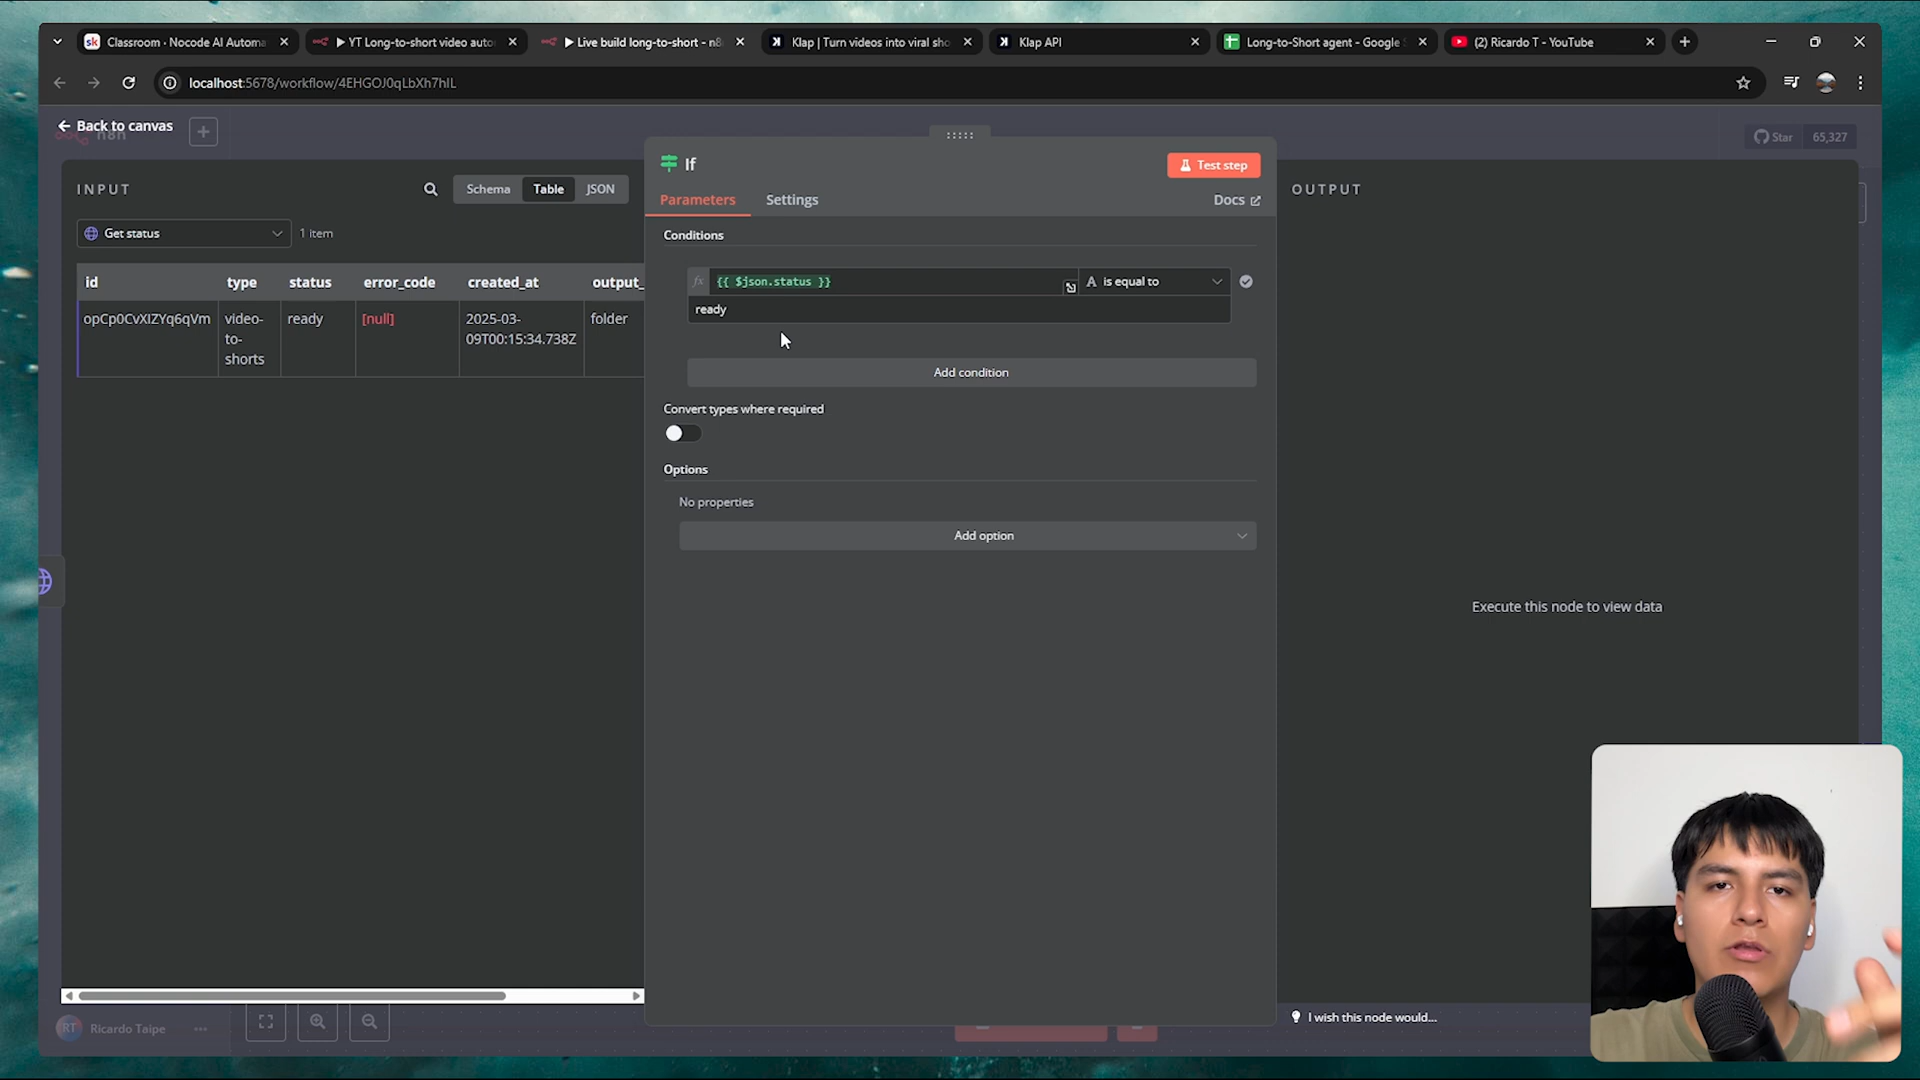 Classroom - Nocode AI Automa
YT Long-to-short video auto
Live build long-to-short - n8
Klap | Turn videos into viral sho
Klap API
Long-to-Short agent - Google
(2) Ricardo T - YouTube
localhost:5678/workflow/4EHGOJ0qLbXh7hlL
Back to canvas
n8n
Star 65,327
If
Test step
INPUT
Schema Table JSON
Parameters Settings
Docs
OUTPUT
Get status
1 item
Conditions
id type status error_code created_at output_
fx {{ $json.status }}
A is equal to
ready
opCp0CvXIZYq6qVm
video-
to-
shorts
ready
[null]
2025-03-
09T00:15:34.738Z
folder
Add condition
Convert types where required
Options
No properties
Add option
Execute this node to view data
I wish this node would...
RT Ricardo Taipe